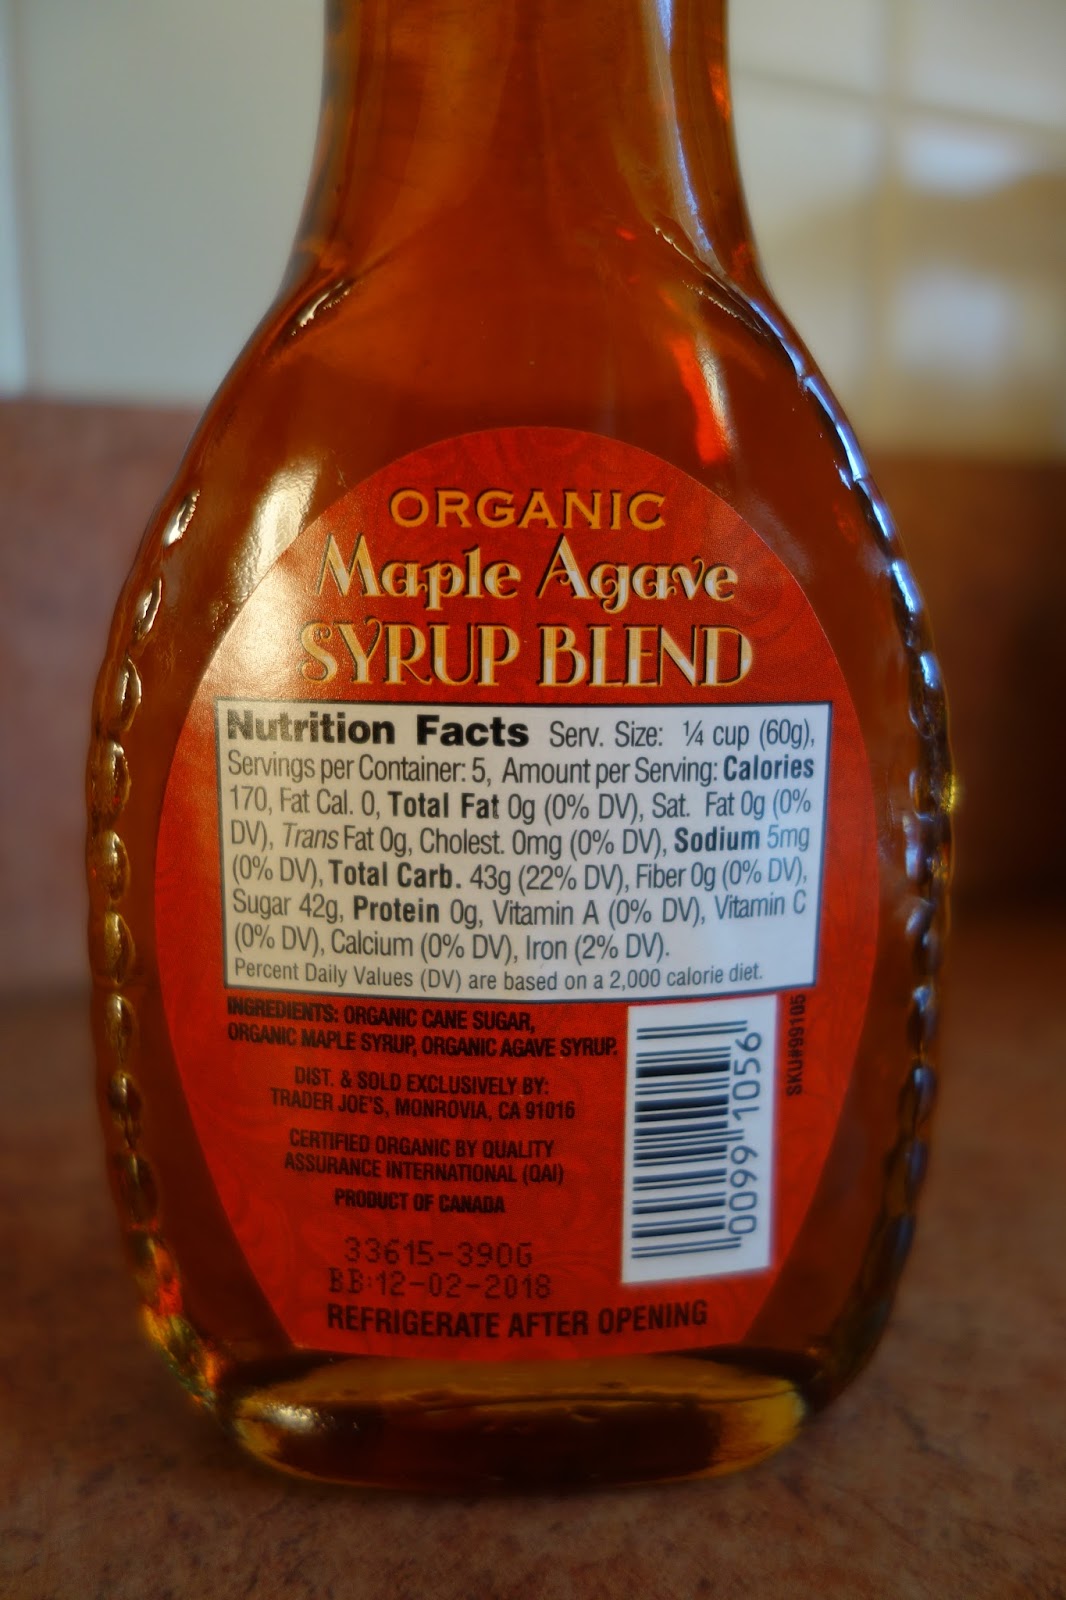 ORGANIC
Maple Agave
SYRUP BLEND
Nutrition Facts Serv. Size: ¼ cup (60g),
Servings per Container: 5, Amount per Serving: Calories
170, Fat Cal. 0, Total Fat 0g (0% DV), Sat. Fat 0g (0%
DV), Trans Fat 0g, Cholest. 0mg (0% DV), Sodium 5mg
(0% DV), Total Carb. 43g (22% DV), Fiber 0g (0% DV),
Sugar 42g, Protein 0g, Vitamin A (0% DV), Vitamin C
(0% DV), Calcium (0% DV), Iron (2% DV).
Percent Daily Values (DV) are based on a 2,000 calorie diet.
INGREDIENTS: ORGANIC CANE SUGAR,
ORGANIC MAPLE SYRUP, ORGANIC AGAVE SYRUP.
DIST. & SOLD EXCLUSIVELY BY:
TRADER JOE'S, MONROVIA, CA 91016
CERTIFIED ORGANIC BY QUALITY
ASSURANCE INTERNATIONAL (QAI)
PRODUCT OF CANADA
0099 1056
SKU#99105
33615-390G
BB:12-02-2018
REFRIGERATE AFTER OPENING